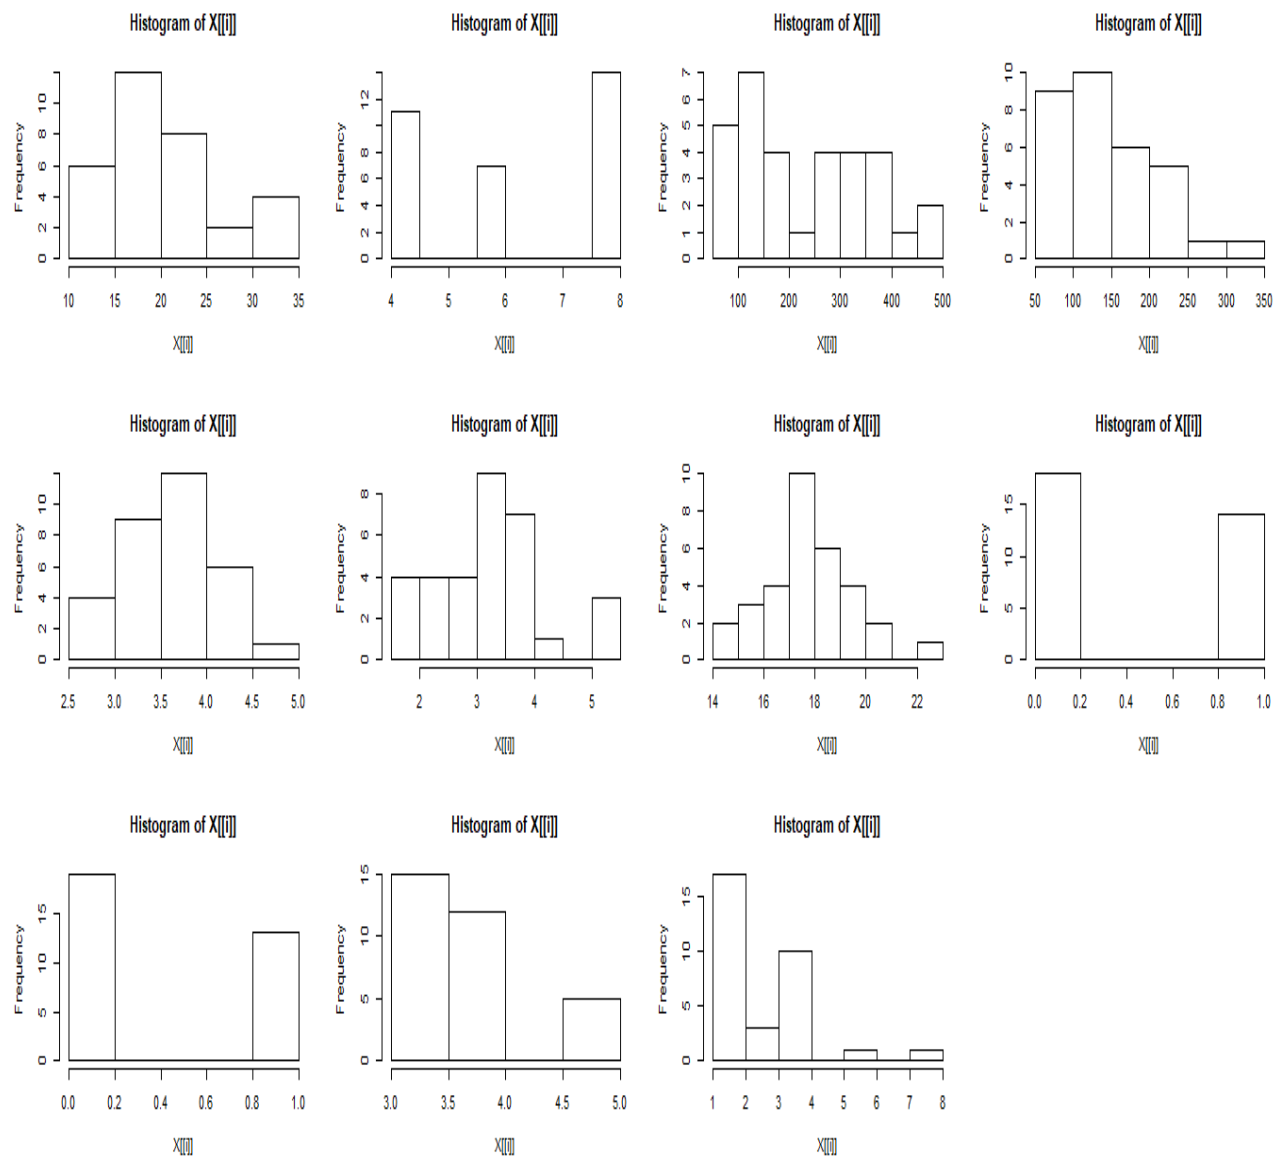 Histogram of X[[i]]
Frequency
0 2 4 6 8 10
10 15 20 25 30 35
X[[i]]
Histogram of X[[i]]
Frequency
0 2 4 6 8 12
4 5 6 7 8
X[[i]]
Histogram of X[[i]]
Frequency
0 1 2 3 4 5 6 7
100 200 300 400 500
X[[i]]
Histogram of X[[i]]
Frequency
0 2 4 6 8 10
50 100 150 200 250 300 350
X[[i]]
Histogram of X[[i]]
Frequency
0 2 4 6 8 10
2.5 3.0 3.5 4.0 4.5 5.0
X[[i]]
Histogram of X[[i]]
Frequency
0 2 4 6 8
2 3 4 5
X[[i]]
Histogram of X[[i]]
Frequency
0 2 4 6 8 10
14 16 18 20 22
X[[i]]
Histogram of X[[i]]
Frequency
0 5 10 15
0.0 0.2 0.4 0.6 0.8 1.0
X[[i]]
Histogram of X[[i]]
Frequency
0 5 10 15
0.0 0.2 0.4 0.6 0.8 1.0
X[[i]]
Histogram of X[[i]]
Frequency
0 5 10 15
3.0 3.5 4.0 4.5 5.0
X[[i]]
Histogram of X[[i]]
Frequency
0 5 10 15
1 2 3 4 5 6 7 8
X[[i]]